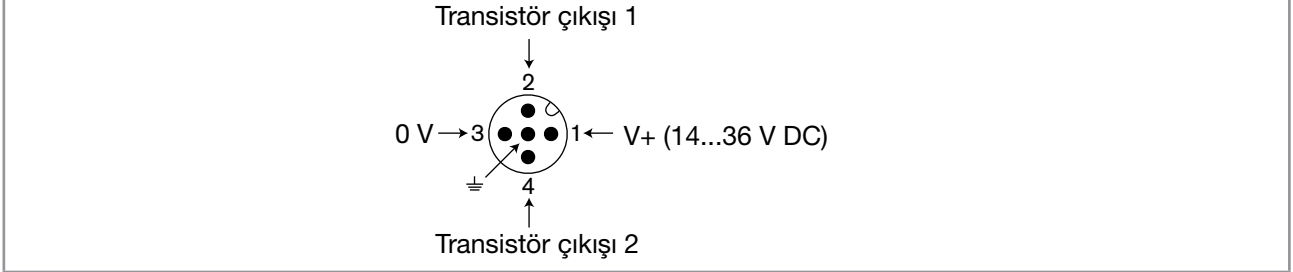 Transistör çıkışı 1
2
0 V 3 1 V+ (14...36 V DC)
4
Transistör çıkışı 2